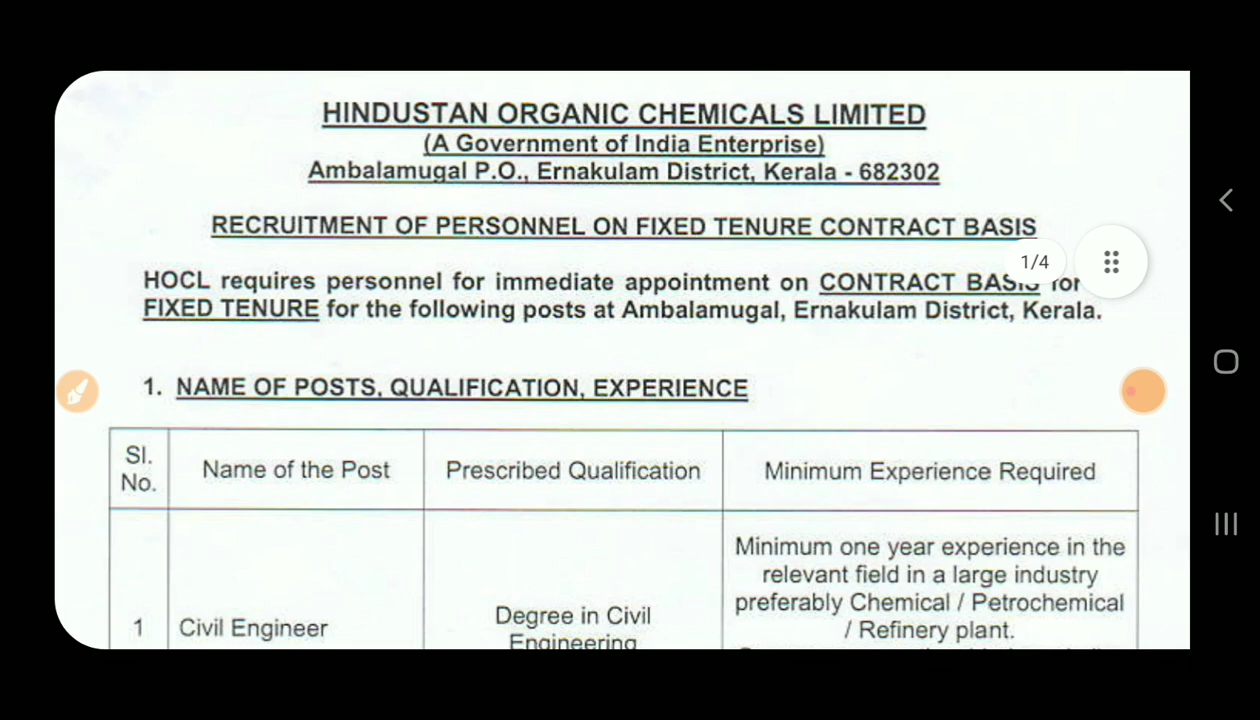 HINDUSTAN ORGANIC CHEMICALS LIMITED
(A Government of India Enterprise)
Ambalamugal P.O., Ernakulam District, Kerala - 682302
RECRUITMENT OF PERSONNEL ON FIXED TENURE CONTRACT BASIS
1/4
HOCL requires personnel for immediate appointment on CONTRACT BASIS for
FIXED TENURE for the following posts at Ambalamugal, Ernakulam District, Kerala.
1. NAME OF POSTS, QUALIFICATION, EXPERIENCE
Sl. No.
Name of the Post
Prescribed Qualification
Minimum Experience Required
1
Civil Engineer
Degree in Civil
Engineering
Minimum one year experience in the
relevant field in a large industry
preferably Chemical / Petrochemical
/ Refinery plant.